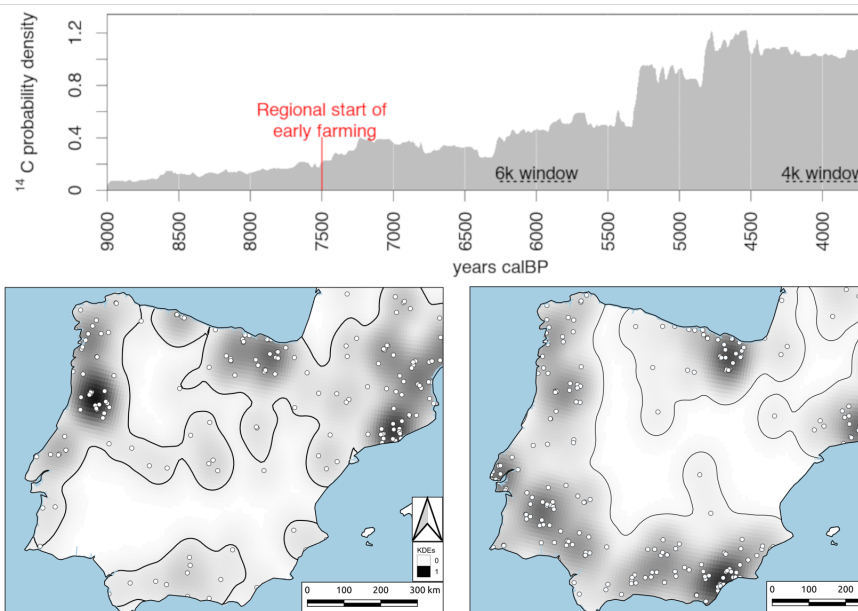 14 C probability density
1.2
0.8
0.4
0
Regional start of
early farming
6k window
4k window
9000
8500
8000
7500
7000
6500
6000
5500
5000
4500
4000
years calBP
KDEs
0
1
0 100 200 300 km
0 100 200